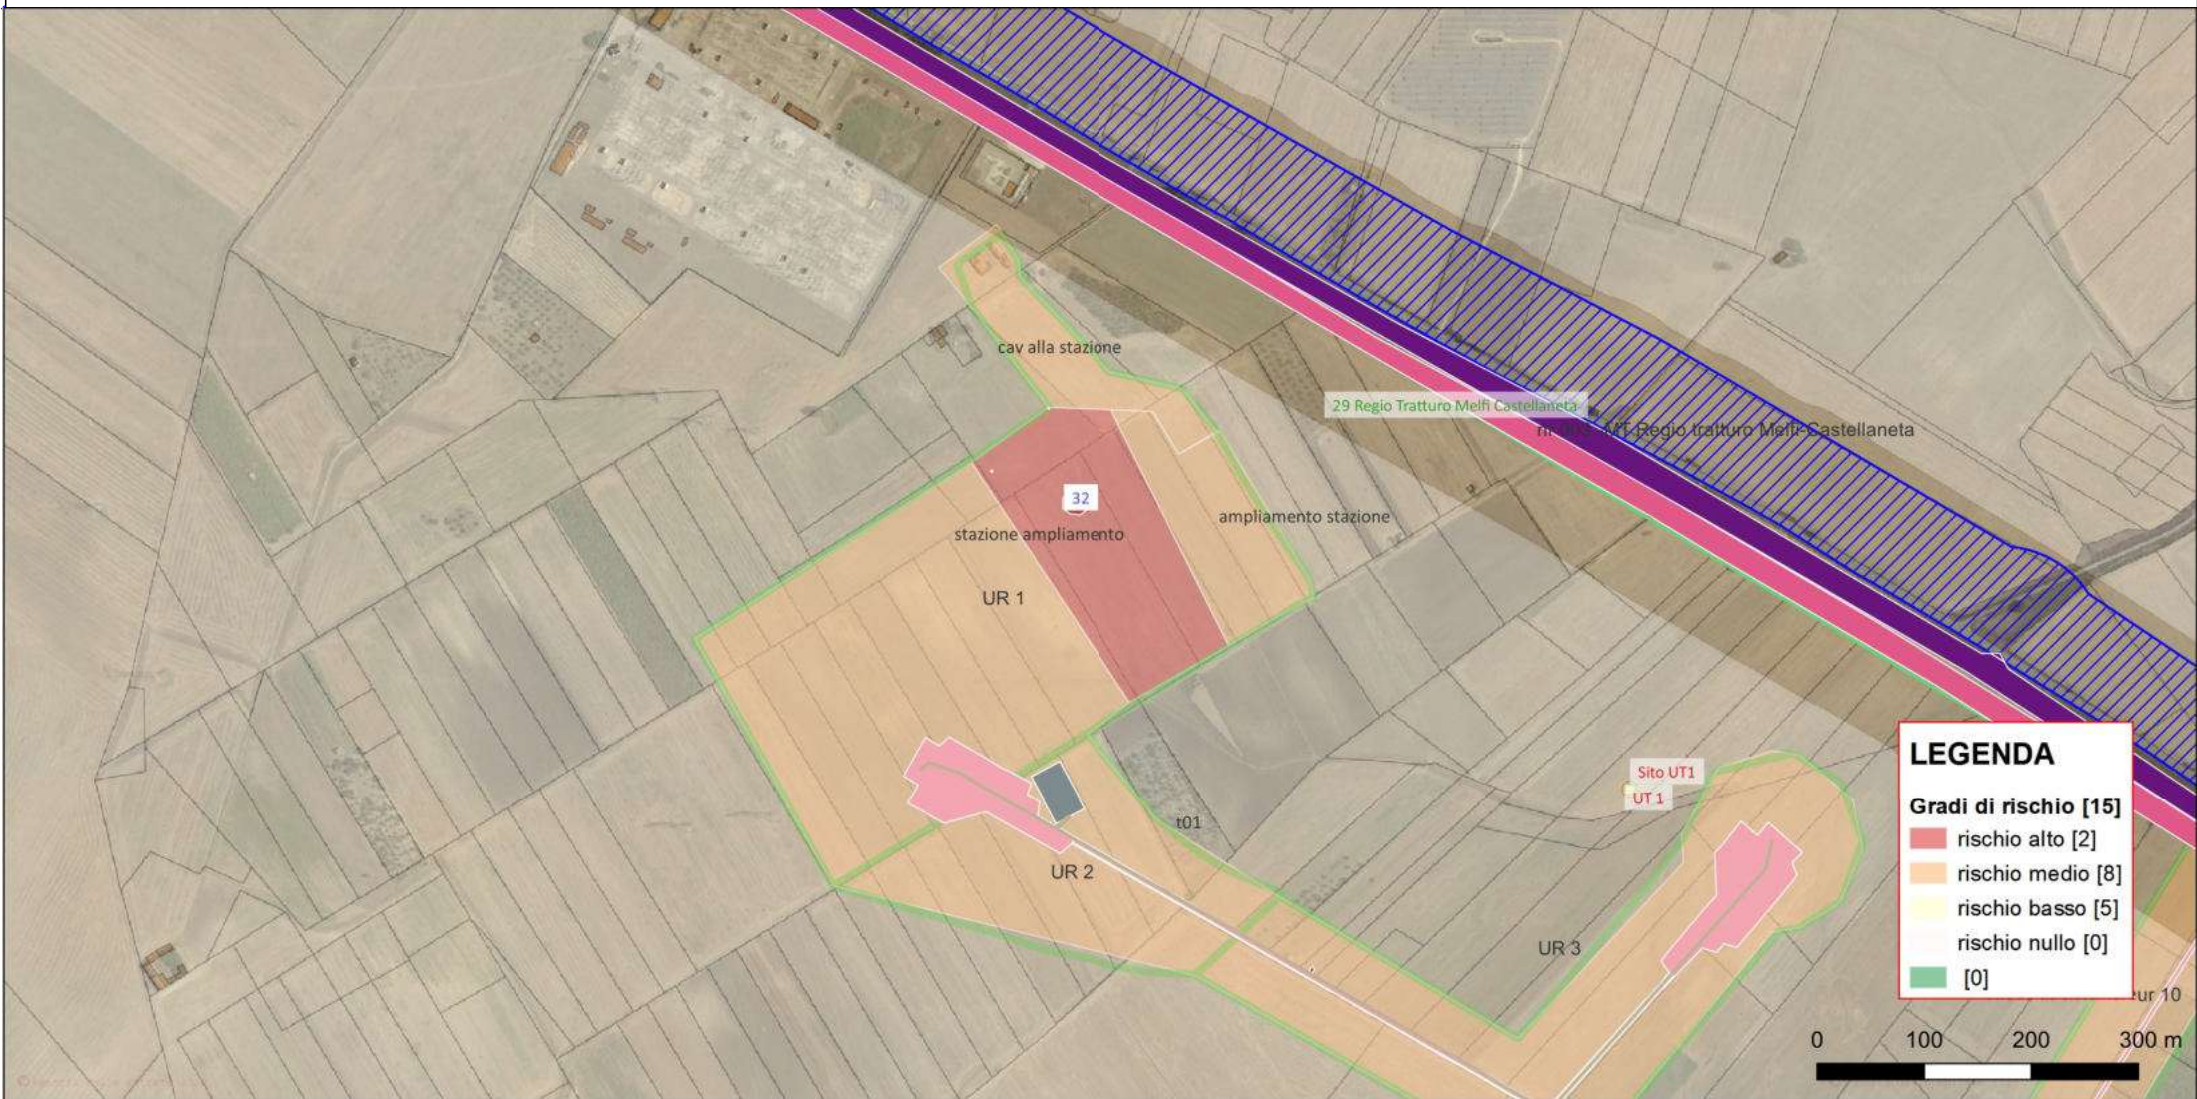 cav alla stazione
29 Regio Tratturo Melfi Castellaneta
MT Regio tratturo Melfi-Castellaneta
32
ampliamento stazione
stazione ampliamento
UR 1
Sito UT1
UT 1
t01
UR 2
UR 3
LEGENDA
Gradi di rischio [15]
rischio alto [2]
rischio medio [8]
rischio basso [5]
rischio nullo [0]
[0]
eur 10
0 100 200 300 m